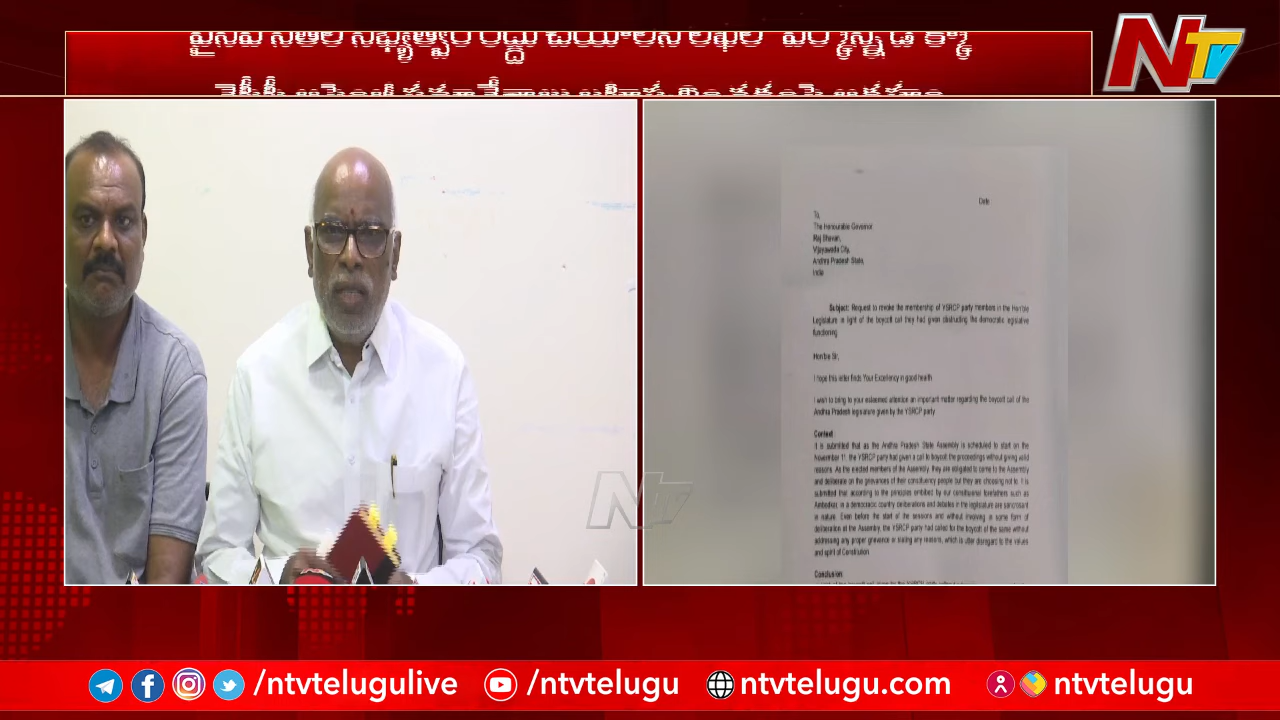 NTV
Date
To,
The Honourable Governor
Raj Bhavan,
Vijayawada City,
Andhra Pradesh State,
India
Subject: Request to revoke the membership of YSRCP party members in the Hon'ble
Legislature in light of the boycott call they had given obstructing the democratic legislative
functioning
Hon'ble Sir,
I hope this letter finds Your Excellency in good health
I wish to bring to your esteemed attention an important matter regarding the boycott call of the
Andhra Pradesh legislature given by the YSRCP party
Context
It is submitted that as the Andhra Pradesh State Assembly is scheduled to start on the
November 11, the YSRCP party had given a call to boycott the proceedings without giving valid
reasons. As the elected members of the Assembly, they are obligated to come to the Assembly
and deliberate on the grievances of their constituency people but they are choosing not to. It is
submitted that according to the principles embibed by our constitutional forefathers such as
Ambedkar, in a democratic country deliberations and debates in the legislature are sancrosant
in nature. Even before the start of the sessions and without involving in some form of
deliberation at the Assembly, the YSRCP party had called for the boycott of the same without
addressing any proper grievance or stating any reasons, which is utter disregard to the values
and spirit of Constitution
Conclusion:
NTV
/ntvtelugulive
/ntvtelugu
ntvtelugu.com
ntvtelugu